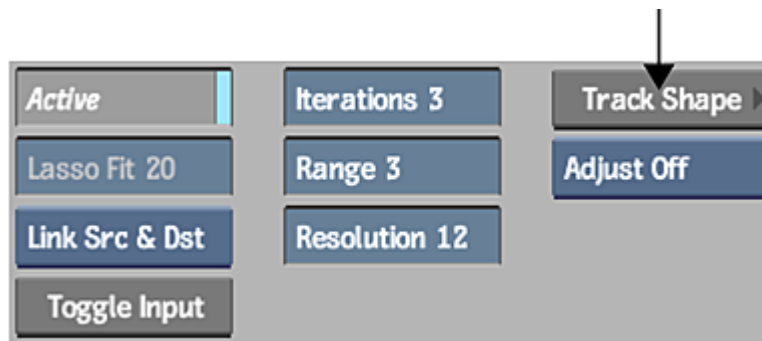 Active
Iterations 3
Track Shape
Lasso Fit 20
Range 3
Adjust Off
Link Src & Dst
Resolution 12
Toggle Input